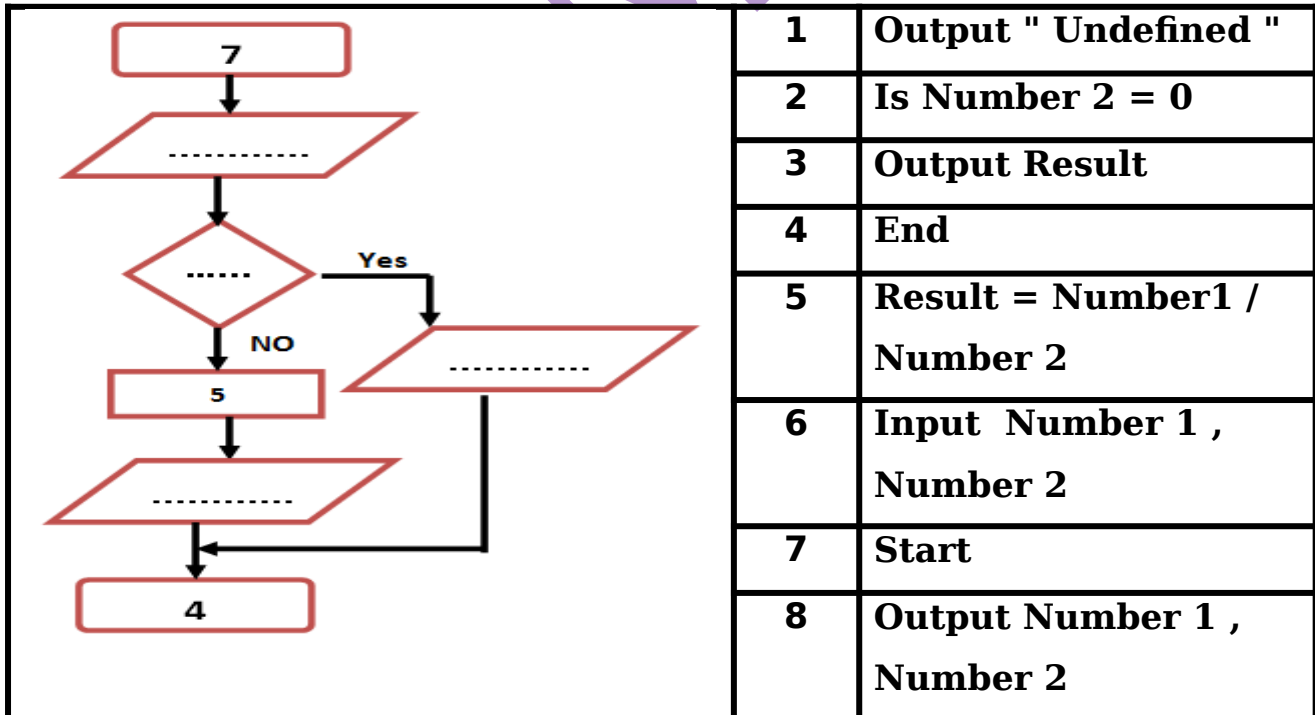 7
------------
------
Yes
NO
------------
5
------------
4
1 Output " Undefined "
2 Is Number 2 = 0
3 Output Result
4 End
5 Result = Number1 /
Number 2
6 Input Number 1 ,
Number 2
7 Start
8 Output Number 1 ,
Number 2